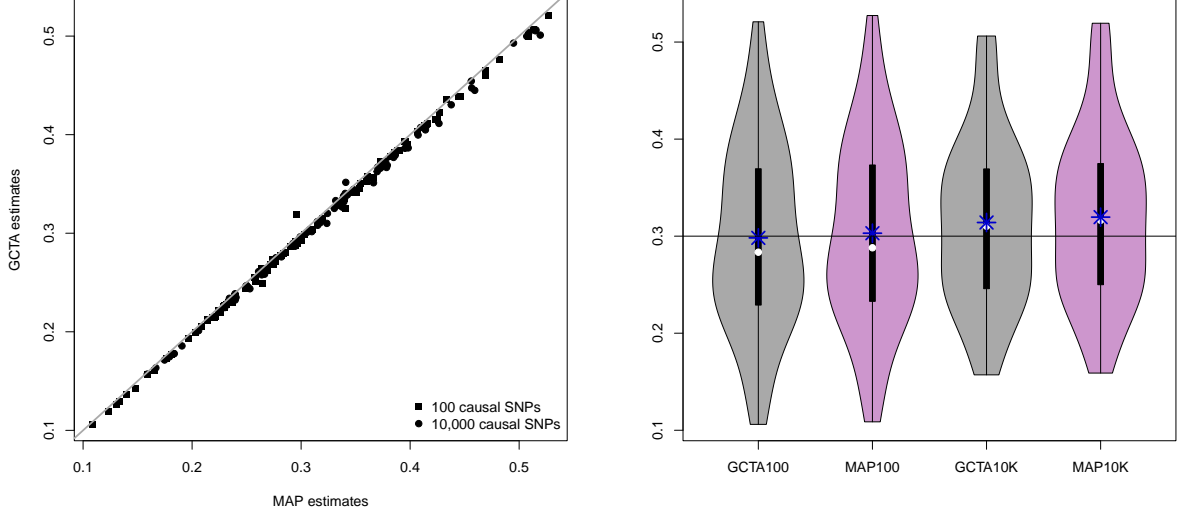 0.5
0.4
0.3
0.2
0.1
GCTA estimates
100 causal SNPs
10,000 causal SNPs
0.1 0.2 0.3 0.4 0.5
MAP estimates
0.5
0.4
0.3
0.2
0.1
GCTA100 MAP100 GCTA10K MAP10K